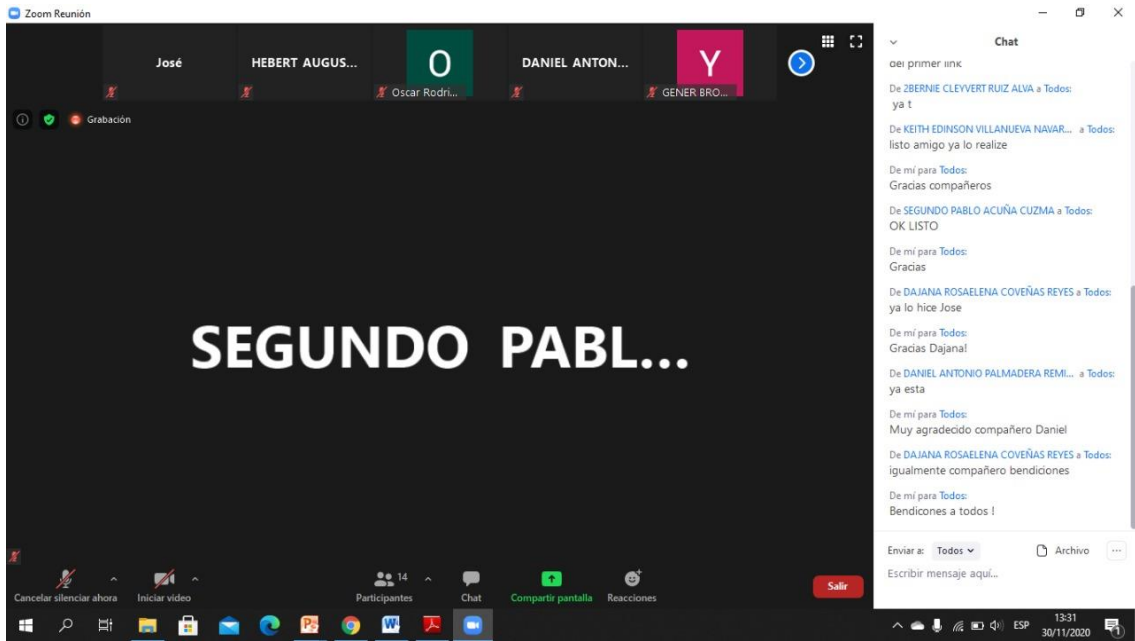 Zoom Reunión
José
HEBERT AUGUS...
O
Oscar Rodri...
DANIEL ANTON...
Y
GENER BRO...
Grabación
SEGUNDO PABL...
Chat
del primer link
De 2BERNIE CLEYVERT RUIZ ALVA a Todos:
ya t
De KEITH EDINSON VILLANUEVA NAVAR... a Todos:
listo amigo ya lo realize
De mí para Todos:
Gracias compañeros
De SEGUNDO PABLO ACUÑA CUZMA a Todos:
OK LISTO
De mí para Todos:
Gracias
De DAJANA ROSAELENA COVEÑAS REYES a Todos:
ya lo hice Jose
De mí para Todos:
Gracias Dajana!
De DANIEL ANTONIO PALMADERA REMI... a Todos:
ya esta
De mí para Todos:
Muy agradecido compañero Daniel
De DAJANA ROSAELENA COVEÑAS REYES a Todos:
igualmente compañero bendiciones
De mí para Todos:
Bendicones a todos !
Enviar a: Todos
Archivo
Escribir mensaje aquí...
Cancelar silenciar ahora
Iniciar video
14
Participantes
Chat
Compartir pantalla
Reacciones
Salir
ESP
13:31
30/11/2020